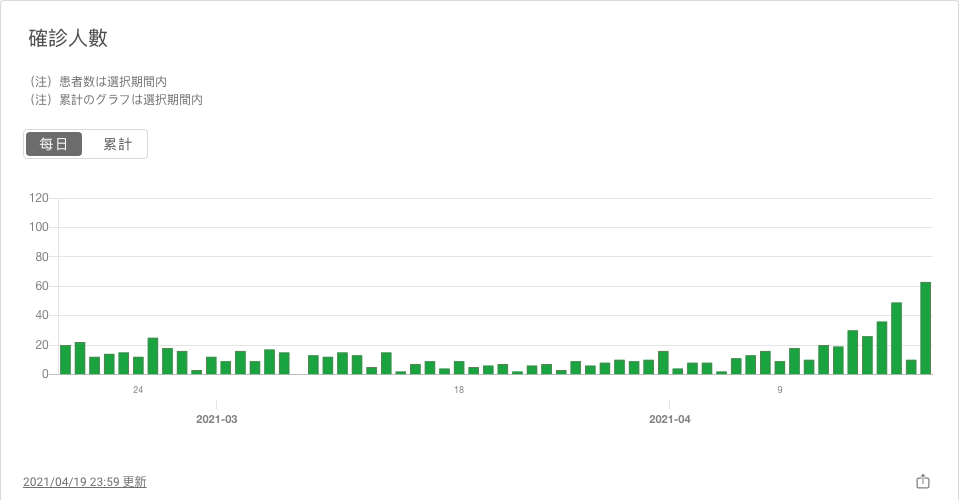 確診人數
（注）患者数は選択期間内
（注）累計のグラフは選択期間内
每日 累計
120
100
80
60
40
20
0
24 18 9
2021-03 2021-04
2021/04/19 23:59 更新